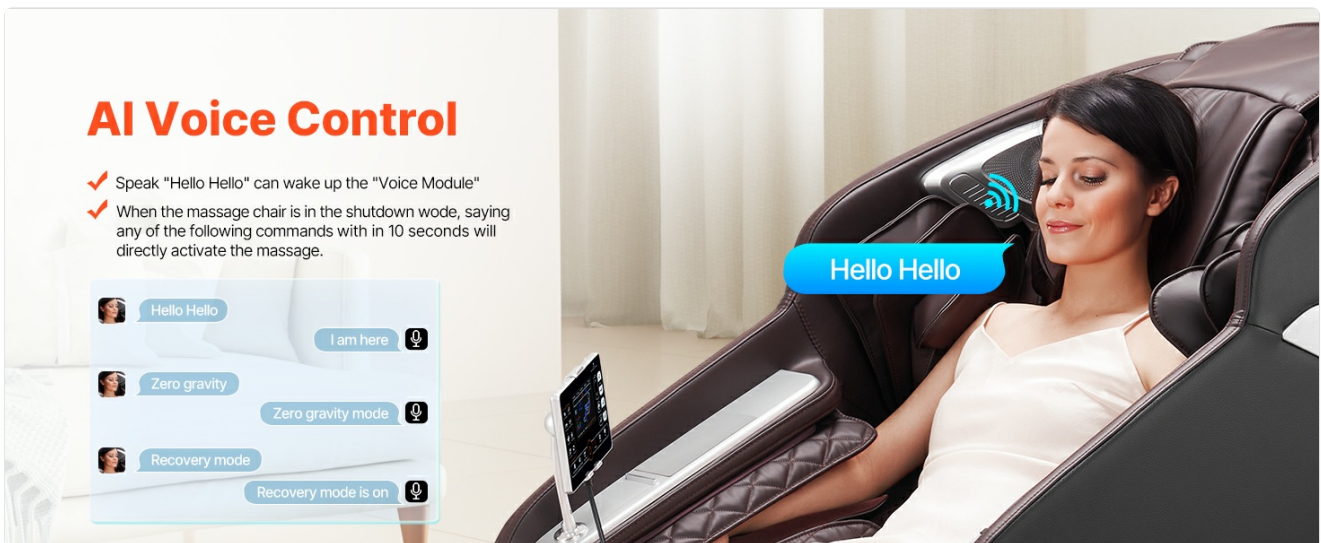 AI Voice Control
Speak "Hello Hello" can wake up the "Voice Module"
When the massage chair is in the shutdown wode, saying
any of the following commands with in 10 seconds will
directly activate the massage.
Hello Hello
I am here
Zero gravity
Zero gravity mode
Recovery mode
Recovery mode is on
Hello Hello